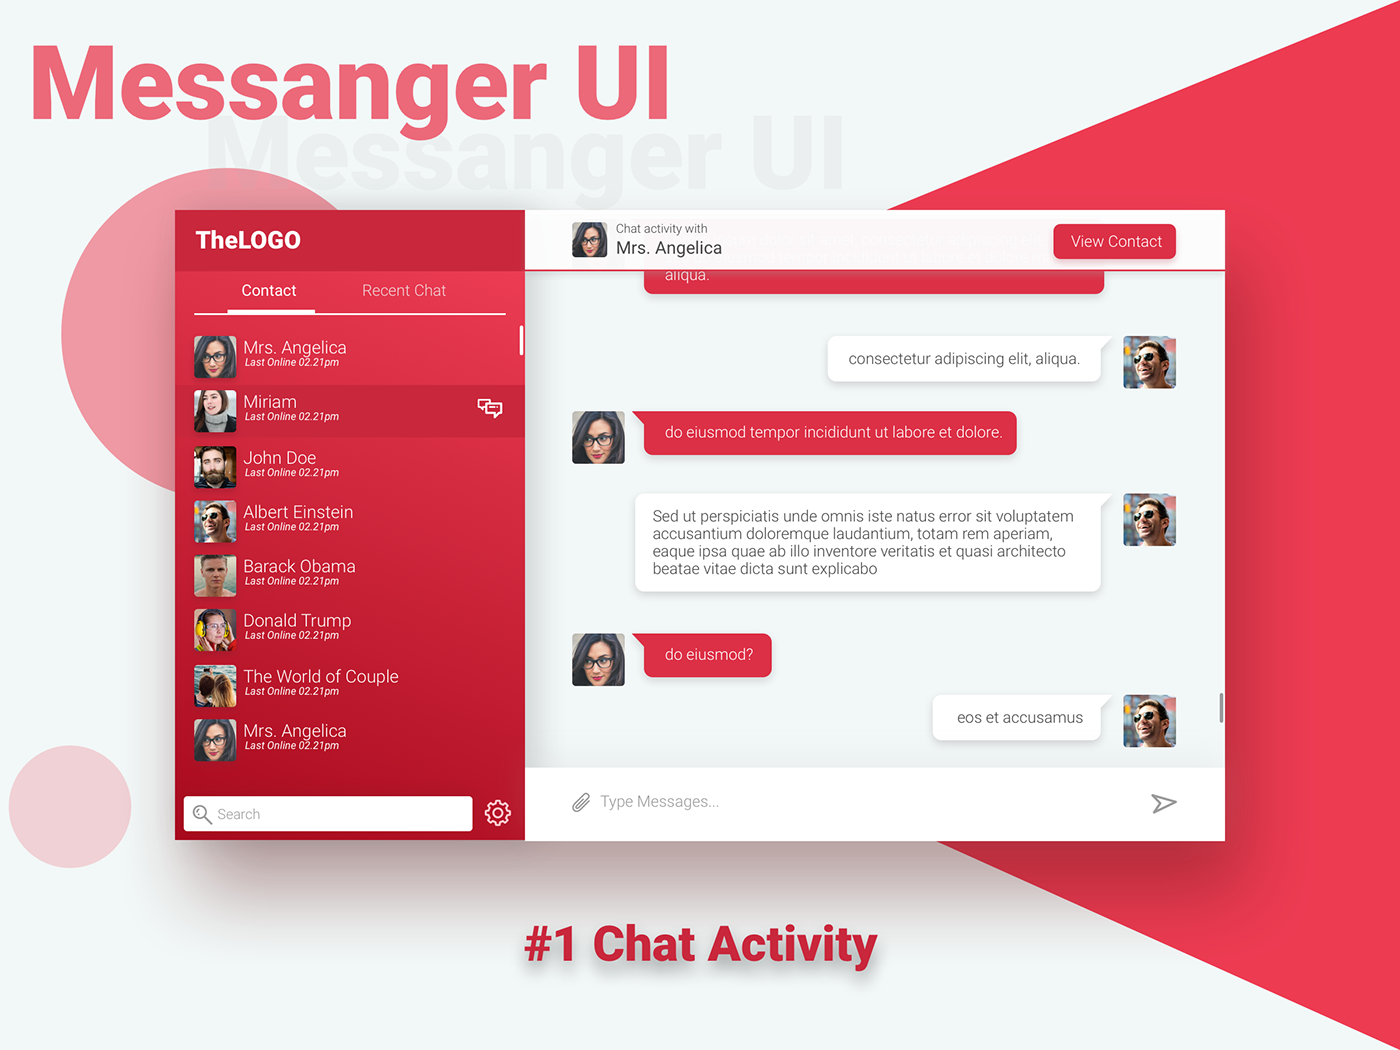 Messanger UI
Messanger UI
TheLOGO
Contact
Recent Chat
Mrs. Angelica
Last Online 02.21pm
Miriam
Last Online 02.21pm
John Doe
Last Online 02.21pm
Albert Einstein
Last Online 02.21pm
Barack Obama
Last Online 02.21pm
Donald Trump
Last Online 02.21pm
The World of Couple
Last Online 02.21pm
Mrs. Angelica
Last Online 02.21pm
Search
Chat activity with
Mrs. Angelica
View Contact
aliqua.
consectetur adipiscing elit, aliqua.
do eiusmod tempor incididunt ut labore et dolore.
Sed ut perspiciatis unde omnis iste natus error sit voluptatem
accusantium doloremque laudantium, totam rem aperiam,
eaque ipsa quae ab illo inventore veritatis et quasi architecto
beatae vitae dicta sunt explicabo
do eiusmod?
eos et accusamus
Type Messages...
#1 Chat Activity